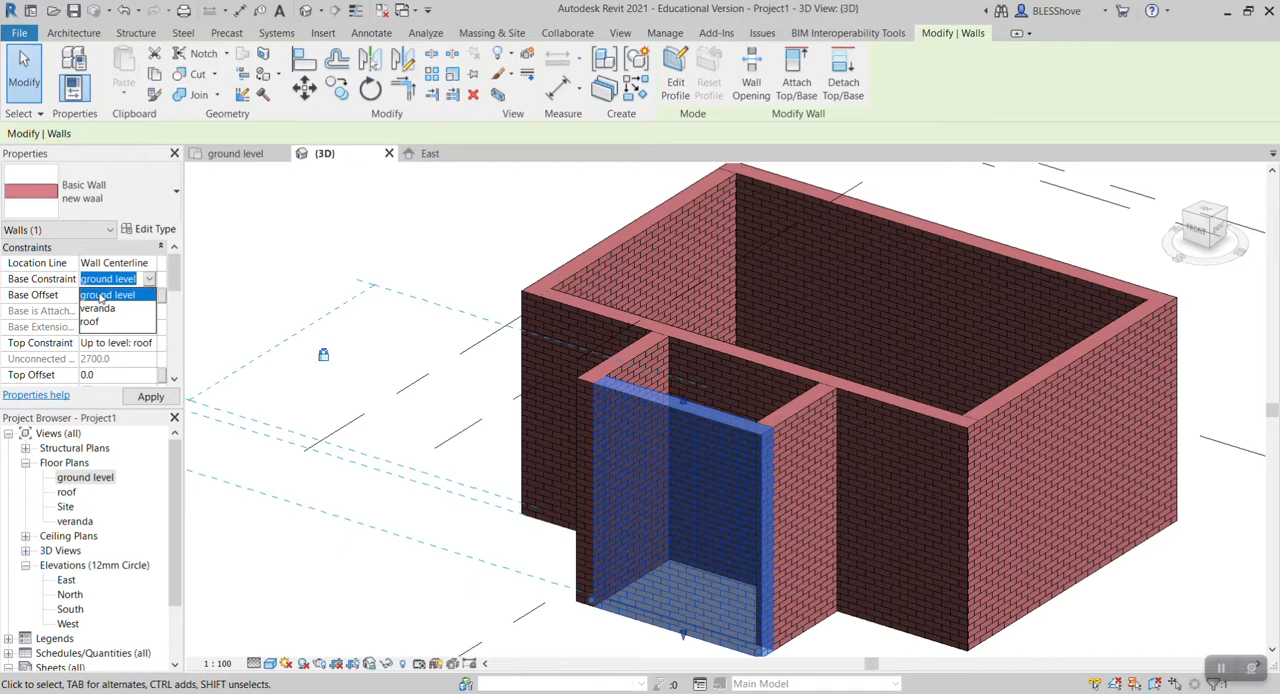 Autodesk Revit 2021 - Educational Version - Project1 - 3D View: {3D}
BLESShove
File Architecture Structure Steel Precast Systems Insert Annotate Analyze Massing & Site Collaborate View Manage Add-Ins Issues BIM Interoperability Tools Modify | Walls
Modify Paste Notch Cut Join Edit Profile Reset Profile Wall Opening Attach Top/Base Detach Top/Base
Select Properties Clipboard Geometry Modify View Measure Create Mode Modify Wall
Modify | Walls
Properties
ground level (3D) East
Basic Wall
new waal
Walls (1) Edit Type
Constraints
Location Line Wall Centerline
Base Constraint ground level
Base Offset ground level
Base is Attach... veranda
Base Extension... roof
Top Constraint Up to level: roof
Unconnected ... 2700.0
Top Offset 0.0
Properties help Apply
Project Browser - Project1
Views (all)
Structural Plans
Floor Plans
ground level
roof
Site
veranda
Ceiling Plans
3D Views
Elevations (12mm Circle)
East
North
South
West
Legends
Schedules/Quantities (all)
Sheets (all)
FRONT
1 : 100
Click to select, TAB for alternates, CTRL adds, SHIFT unselects. :0 Main Model :1